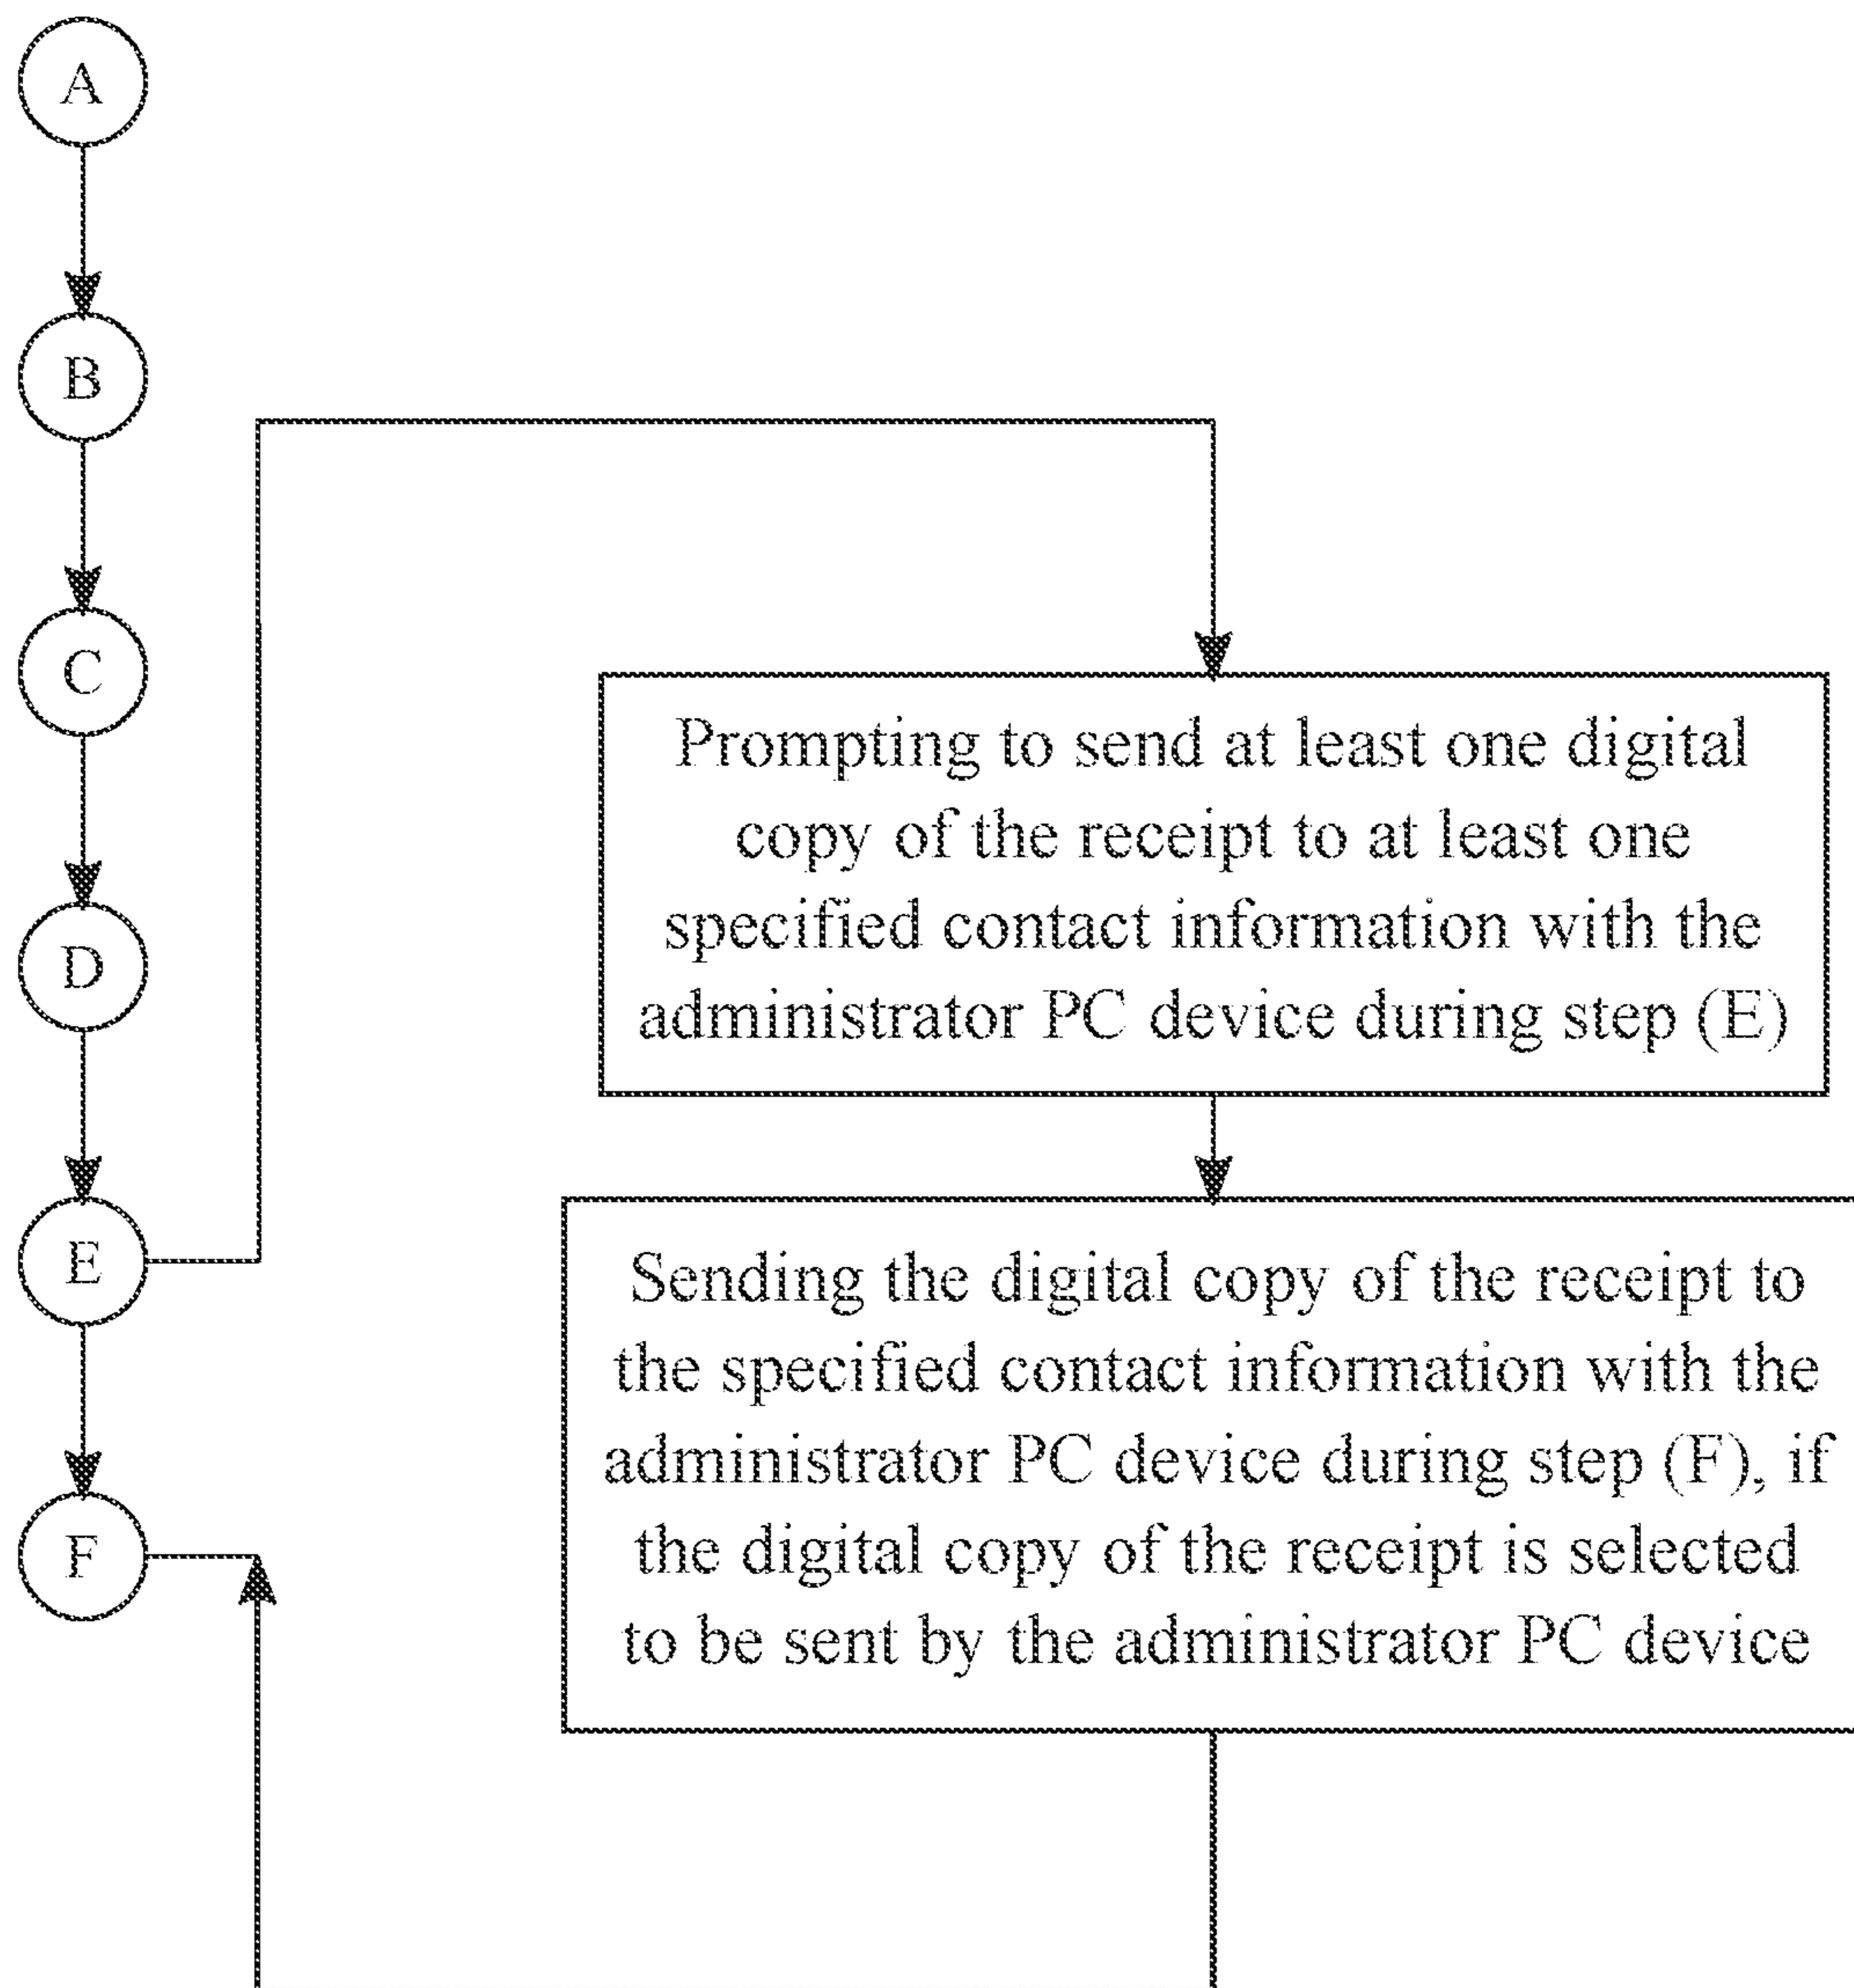 A
B
C
D
E
F
Prompting to send at least one digital
copy of the receipt to at least one
specified contact information with the
administrator PC device during step (E)
Sending the digital copy of the receipt to
the specified contact information with the
administrator PC device during step (F), if
the digital copy of the receipt is selected
to be sent by the administrator PC device